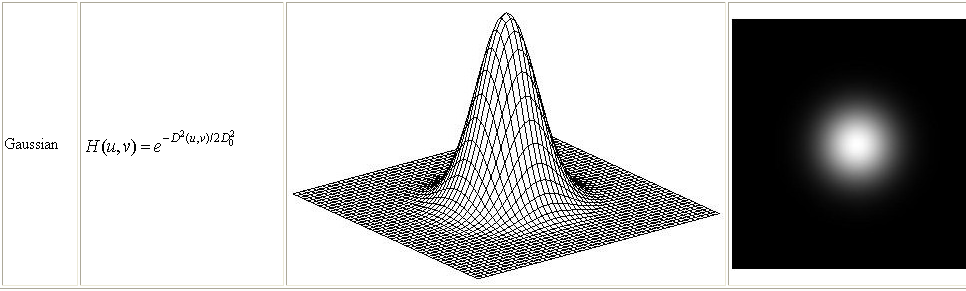 Gaussian
H(u,v) = e^{-D^2(u,v)/2D_0^2}